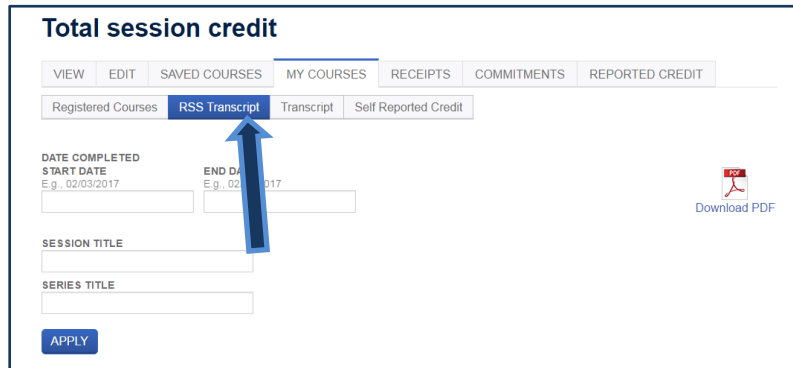 Total session credit
VIEW EDIT SAVED COURSES MY COURSES RECEIPTS COMMITMENTS REPORTED CREDIT
Registered Courses RSS Transcript Transcript Self Reported Credit
DATE COMPLETED
START DATE END
E.g., 02/03/2017 E.g.,
PDF
Download PDF
SESSION TITLE
SERIES TITLE
APPLY